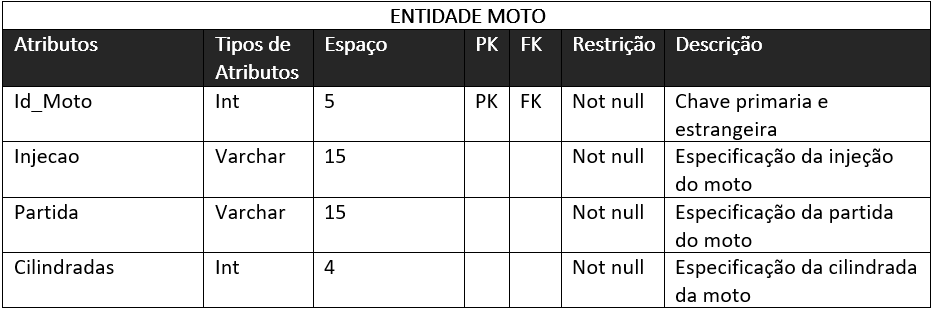 ENTIDADE MOTO
Atributos Tipos de Atributos Espaço PK FK Restrição Descrição
Id_Moto Int 5 PK FK Not null Chave primaria e estrangeira
Injecao Varchar 15 Not null Especificação da injeção do moto
Partida Varchar 15 Not null Especificação da partida do moto
Cilindradas Int 4 Not null Especificação da cilindrada da moto